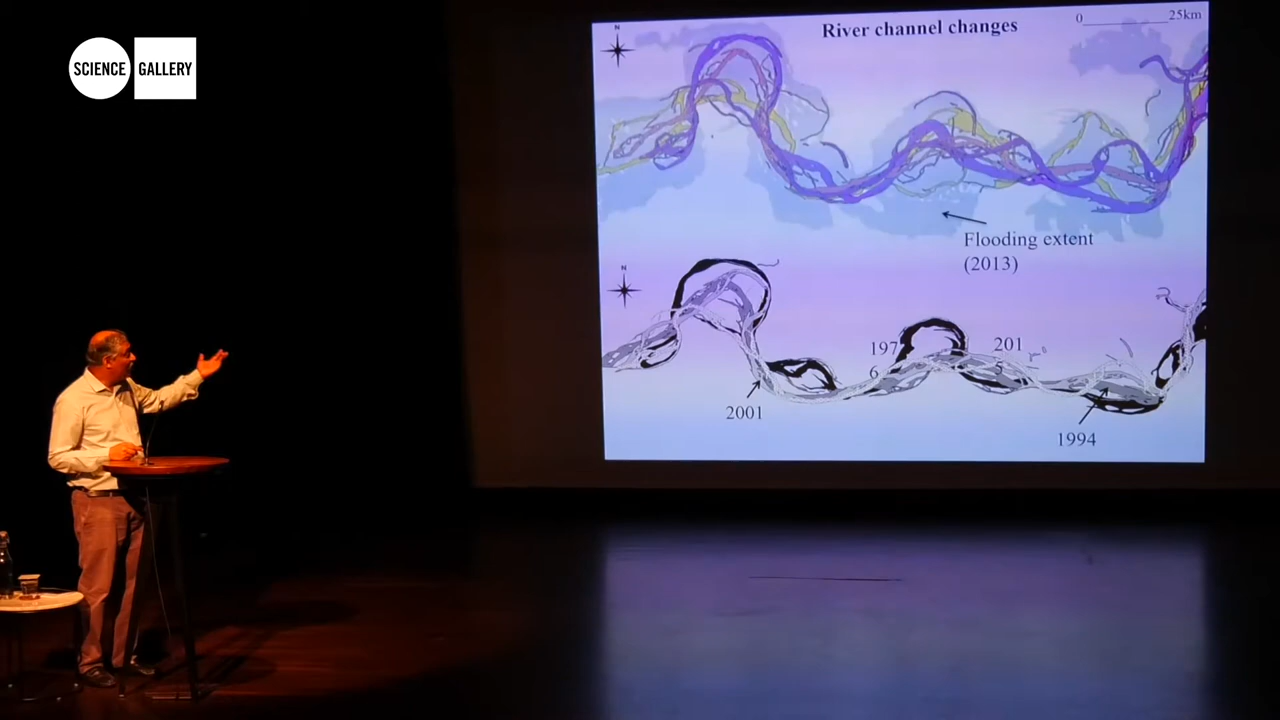 SCIENCE GALLERY
River channel changes
N
0 25km
Flooding extent
(2013)
N
197
6
201
5
2001
1994